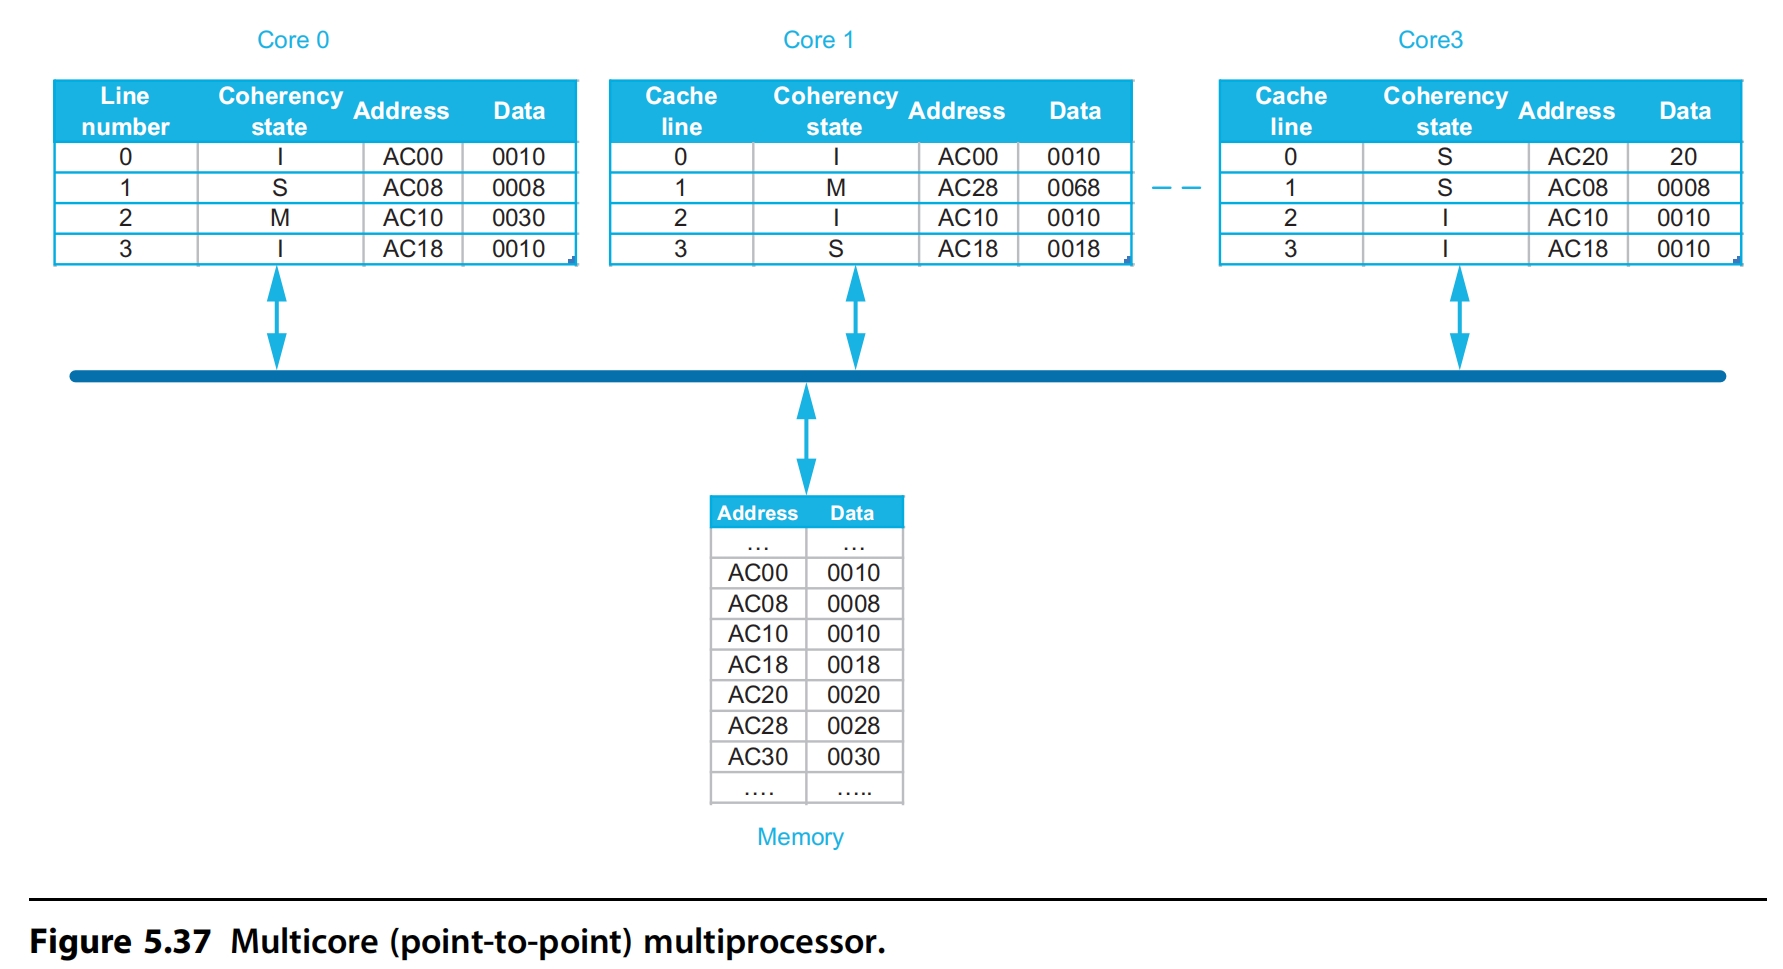 Core 0
Line number Coherency state Address Data
0 I AC00 0010
1 S AC08 0008
2 M AC10 0030
3 I AC18 0010
Core 1
Cache line Coherency state Address Data
0 I AC00 0010
1 M AC28 0068
2 I AC10 0010
3 S AC18 0018
Core3
Cache line Coherency state Address Data
0 S AC20 20
1 S AC08 0008
2 I AC10 0010
3 I AC18 0010
Address Data
... ...
AC00 0010
AC08 0008
AC10 0010
AC18 0018
AC20 0020
AC28 0028
AC30 0030
.... .....
Memory
Figure 5.37 Multicore (point-to-point) multiprocessor.